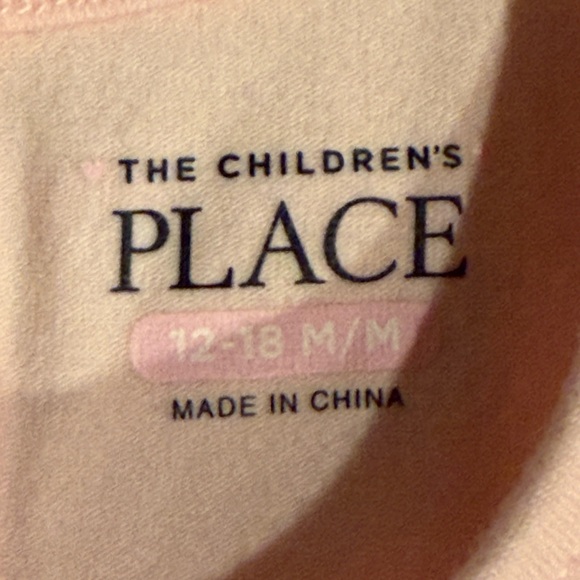 THE CHILDREN'S
PLACE
12-18 M/M
MADE IN CHINA